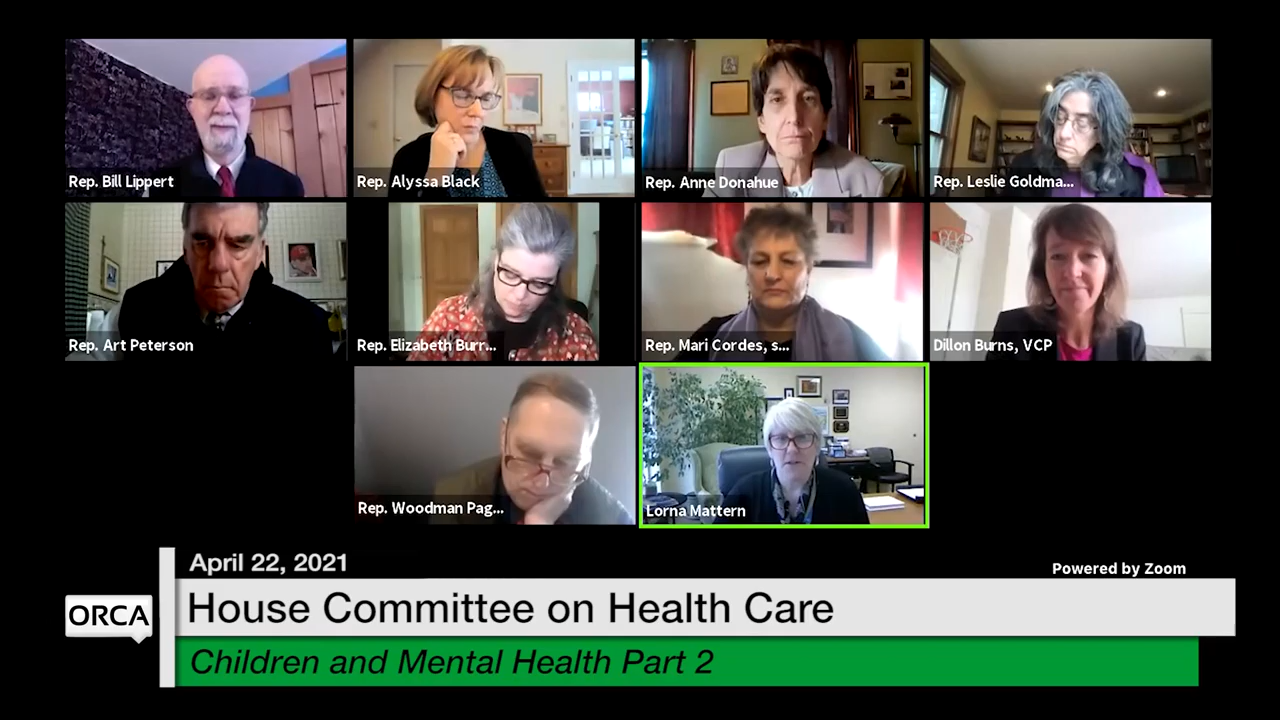 Rep. Bill Lippert
Rep. Alyssa Black
Rep. Anne Donahue
Rep. Leslie Goldma...
Rep. Art Peterson
Rep. Elizabeth Burr...
Rep. Mari Cordes, s...
Dillon Burns, VCP
Rep. Woodman Pag...
Lorna Mattern
April 22, 2021
Powered by Zoom
ORCA
House Committee on Health Care
Children and Mental Health Part 2